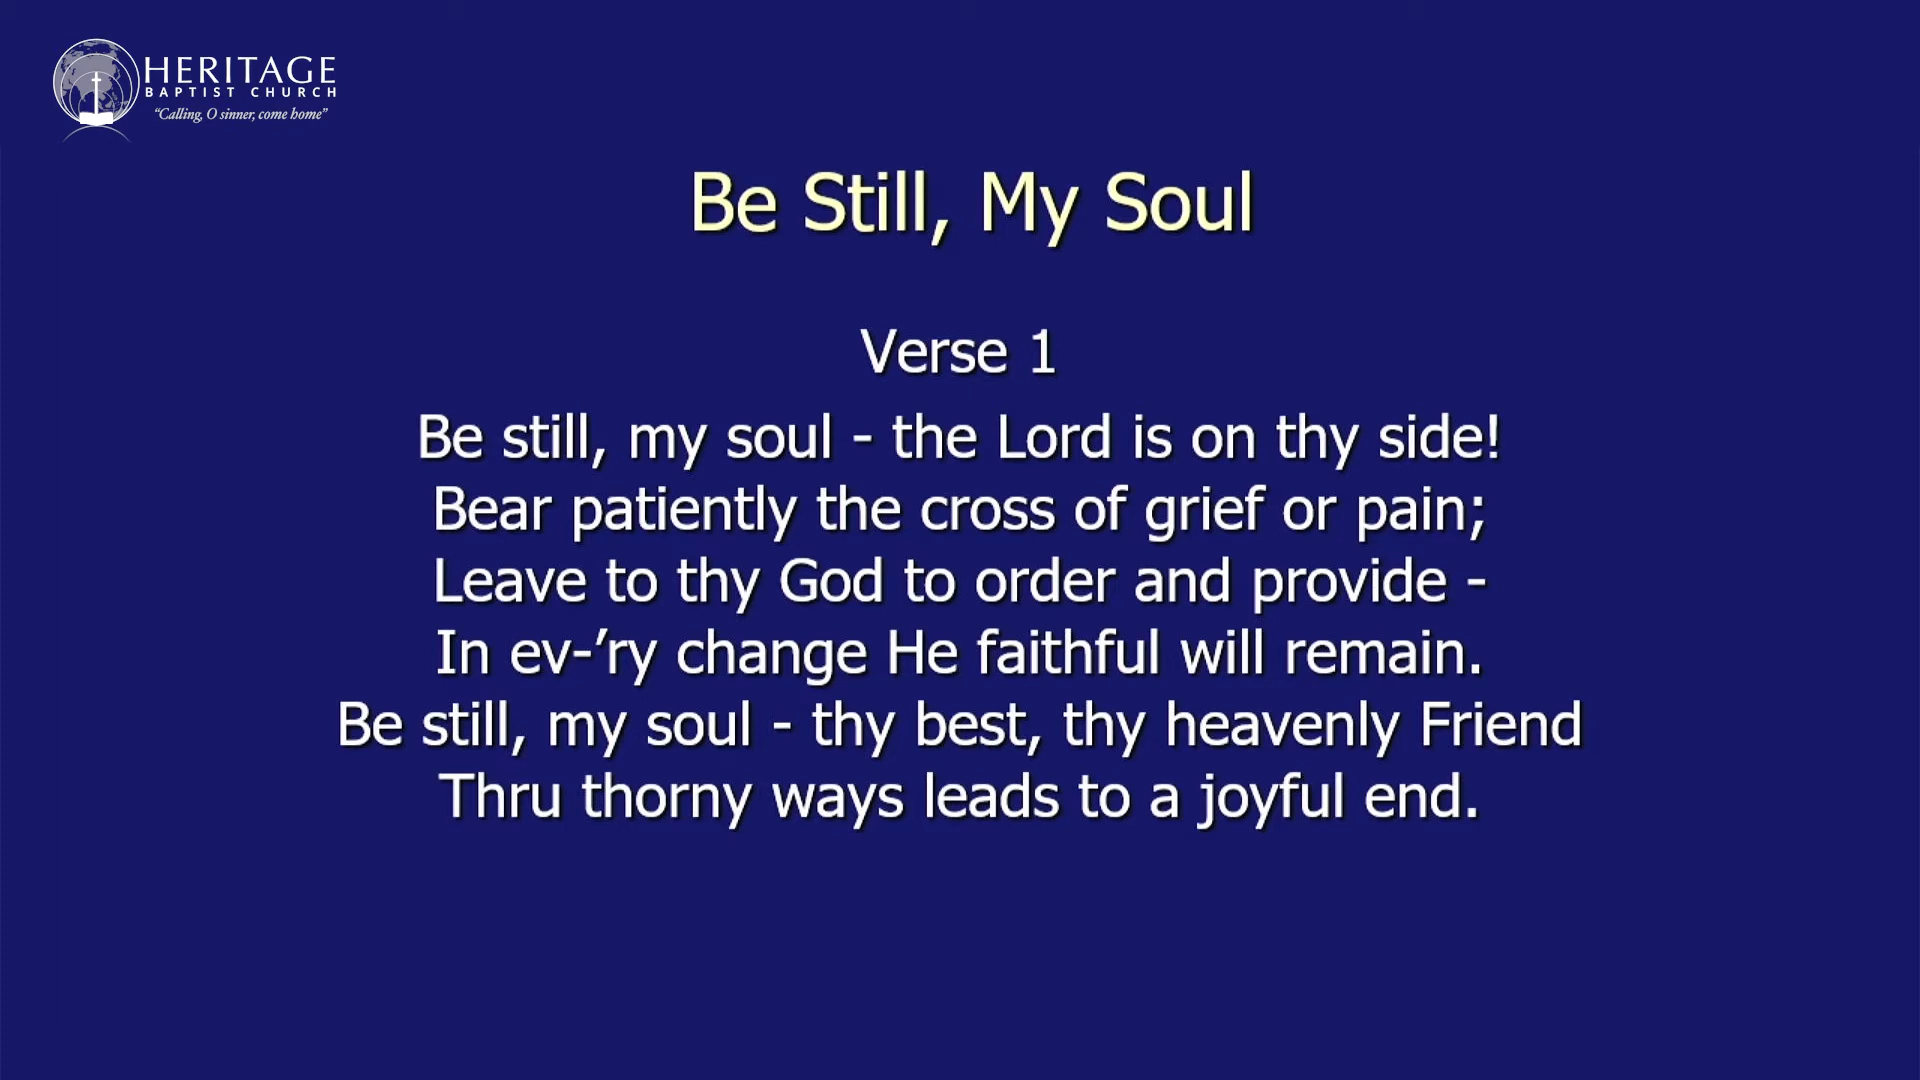 HERITAGE
BAPTIST CHURCH
“Calling, O sinner, come home”
Be Still, My Soul
Verse 1
Be still, my soul - the Lord is on thy side!
Bear patiently the cross of grief or pain;
Leave to thy God to order and provide -
In ev-’ry change He faithful will remain.
Be still, my soul - thy best, thy heavenly Friend
Thru thorny ways leads to a joyful end.